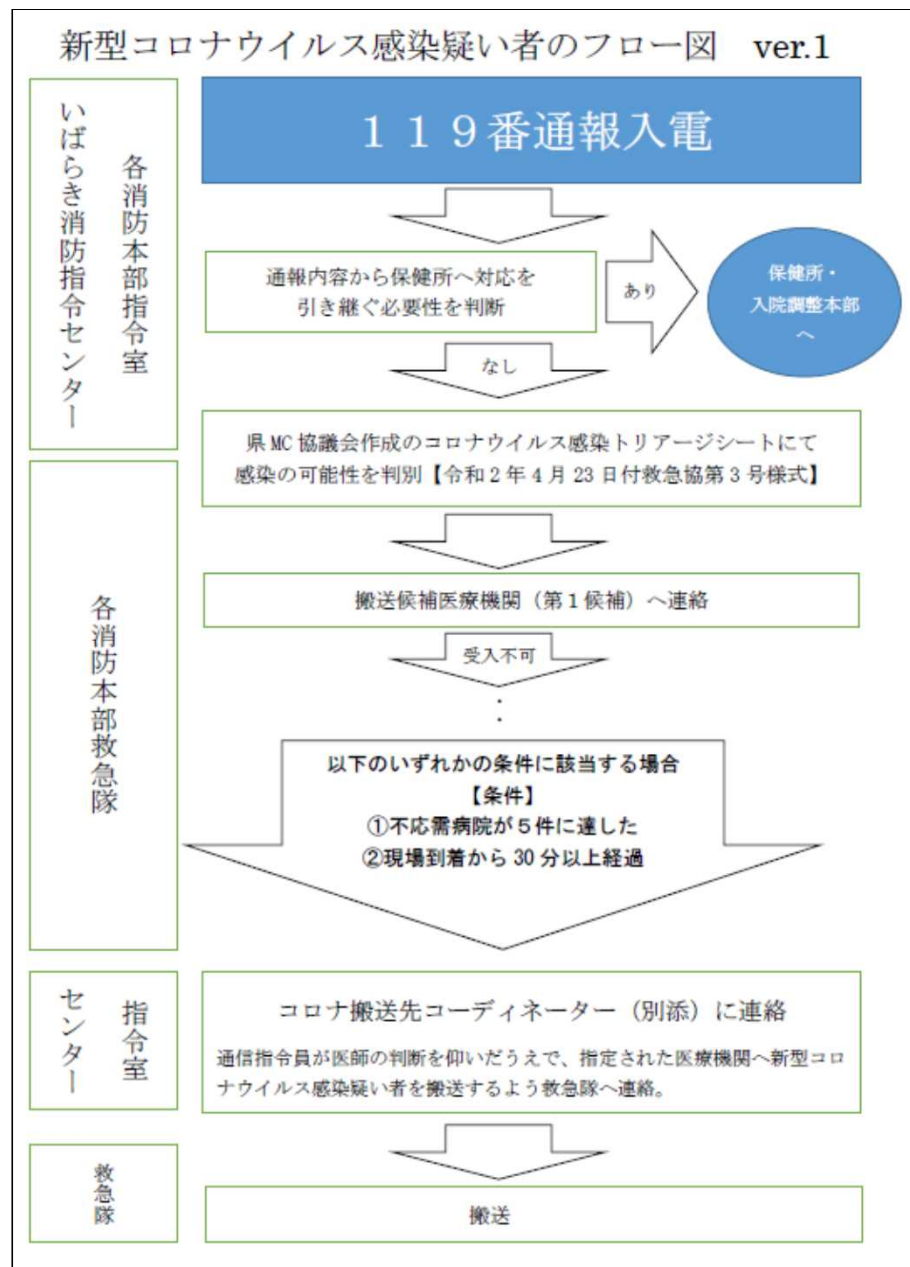 新型コロナウイルス感染疑い者のフロー図 ver.1
各消防本部指令室
いばらき消防指令センター
119番通報入電
通報内容から保健所へ対応を
引き継ぐ必要性を判断
あり
保健所・
入院調整本部
へ
なし
県MC協議会作成のコロナウイルス感染トリアージシートにて
感染の可能性を判別【令和2年4月23日付救急協第3号様式】
各消防本部救急隊
搬送候補医療機関（第1候補）へ連絡
受入不可
：
以下のいずれかの条件に該当する場合
【条件】
①不応需病院が5件に達した
②現場到着から30分以上経過
指令室
センター
コロナ搬送先コーディネーター（別添）に連絡
通信指令員が医師の判断を仰いだうえで、指定された医療機関へ新型コロ
ナウイルス感染疑い者を搬送するよう救急隊へ連絡。
救急隊
搬送